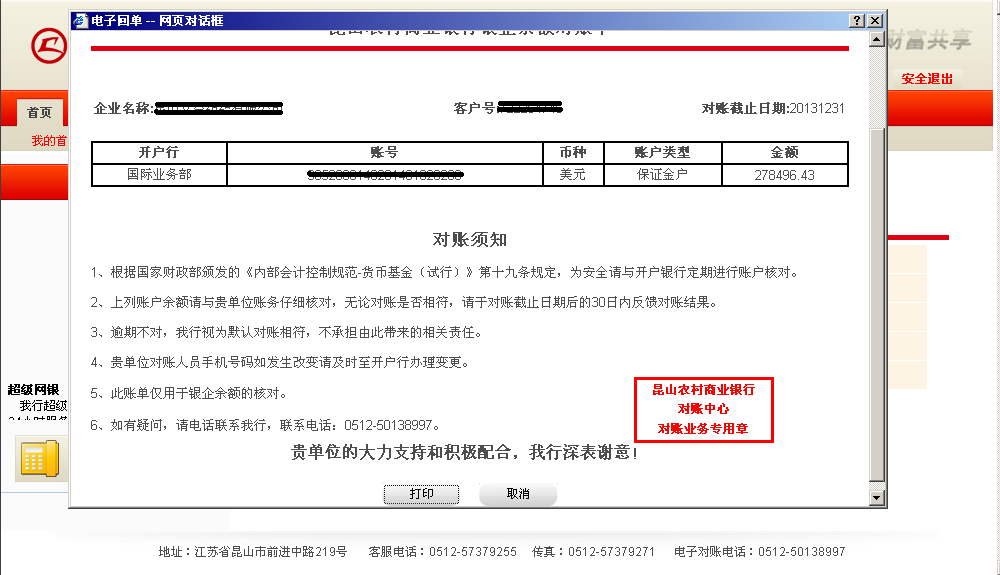 电子回单 -- 网页对话框
财富共享
安全退出
首页
我的首
企业名称:
客户号
对账截止日期:20131231
开户行 账号 币种 账户类型 金额
国际业务部 美元 保证金户 278496.43
对账须知
1、根据国家财政部颁发的《内部会计控制规范-货币基金（试行）》第十九条规定，为安全请与开户银行定期进行账户核对。
2、上列账户余额请与贵单位账务仔细核对，无论对账是否相符，请于对账截止日期后的30日内反馈对账结果。
3、逾期不对，我行视为默认对账相符，不承担由此带来的相关责任。
4、贵单位对账人员手机号码如发生改变请及时至开户行办理变更。
5、此账单仅用于银企余额的核对。
6、如有疑问，请电话联系我行，联系电话：0512-50138997。
昆山农村商业银行
对账中心
对账业务专用章
贵单位的大力支持和积极配合，我行深表谢意!
超级网银
我行超级
打印 取消
地址：江苏省昆山市前进中路219号 客服电话：0512-57379255 传真：0512-57379271 电子对账电话：0512-50138997